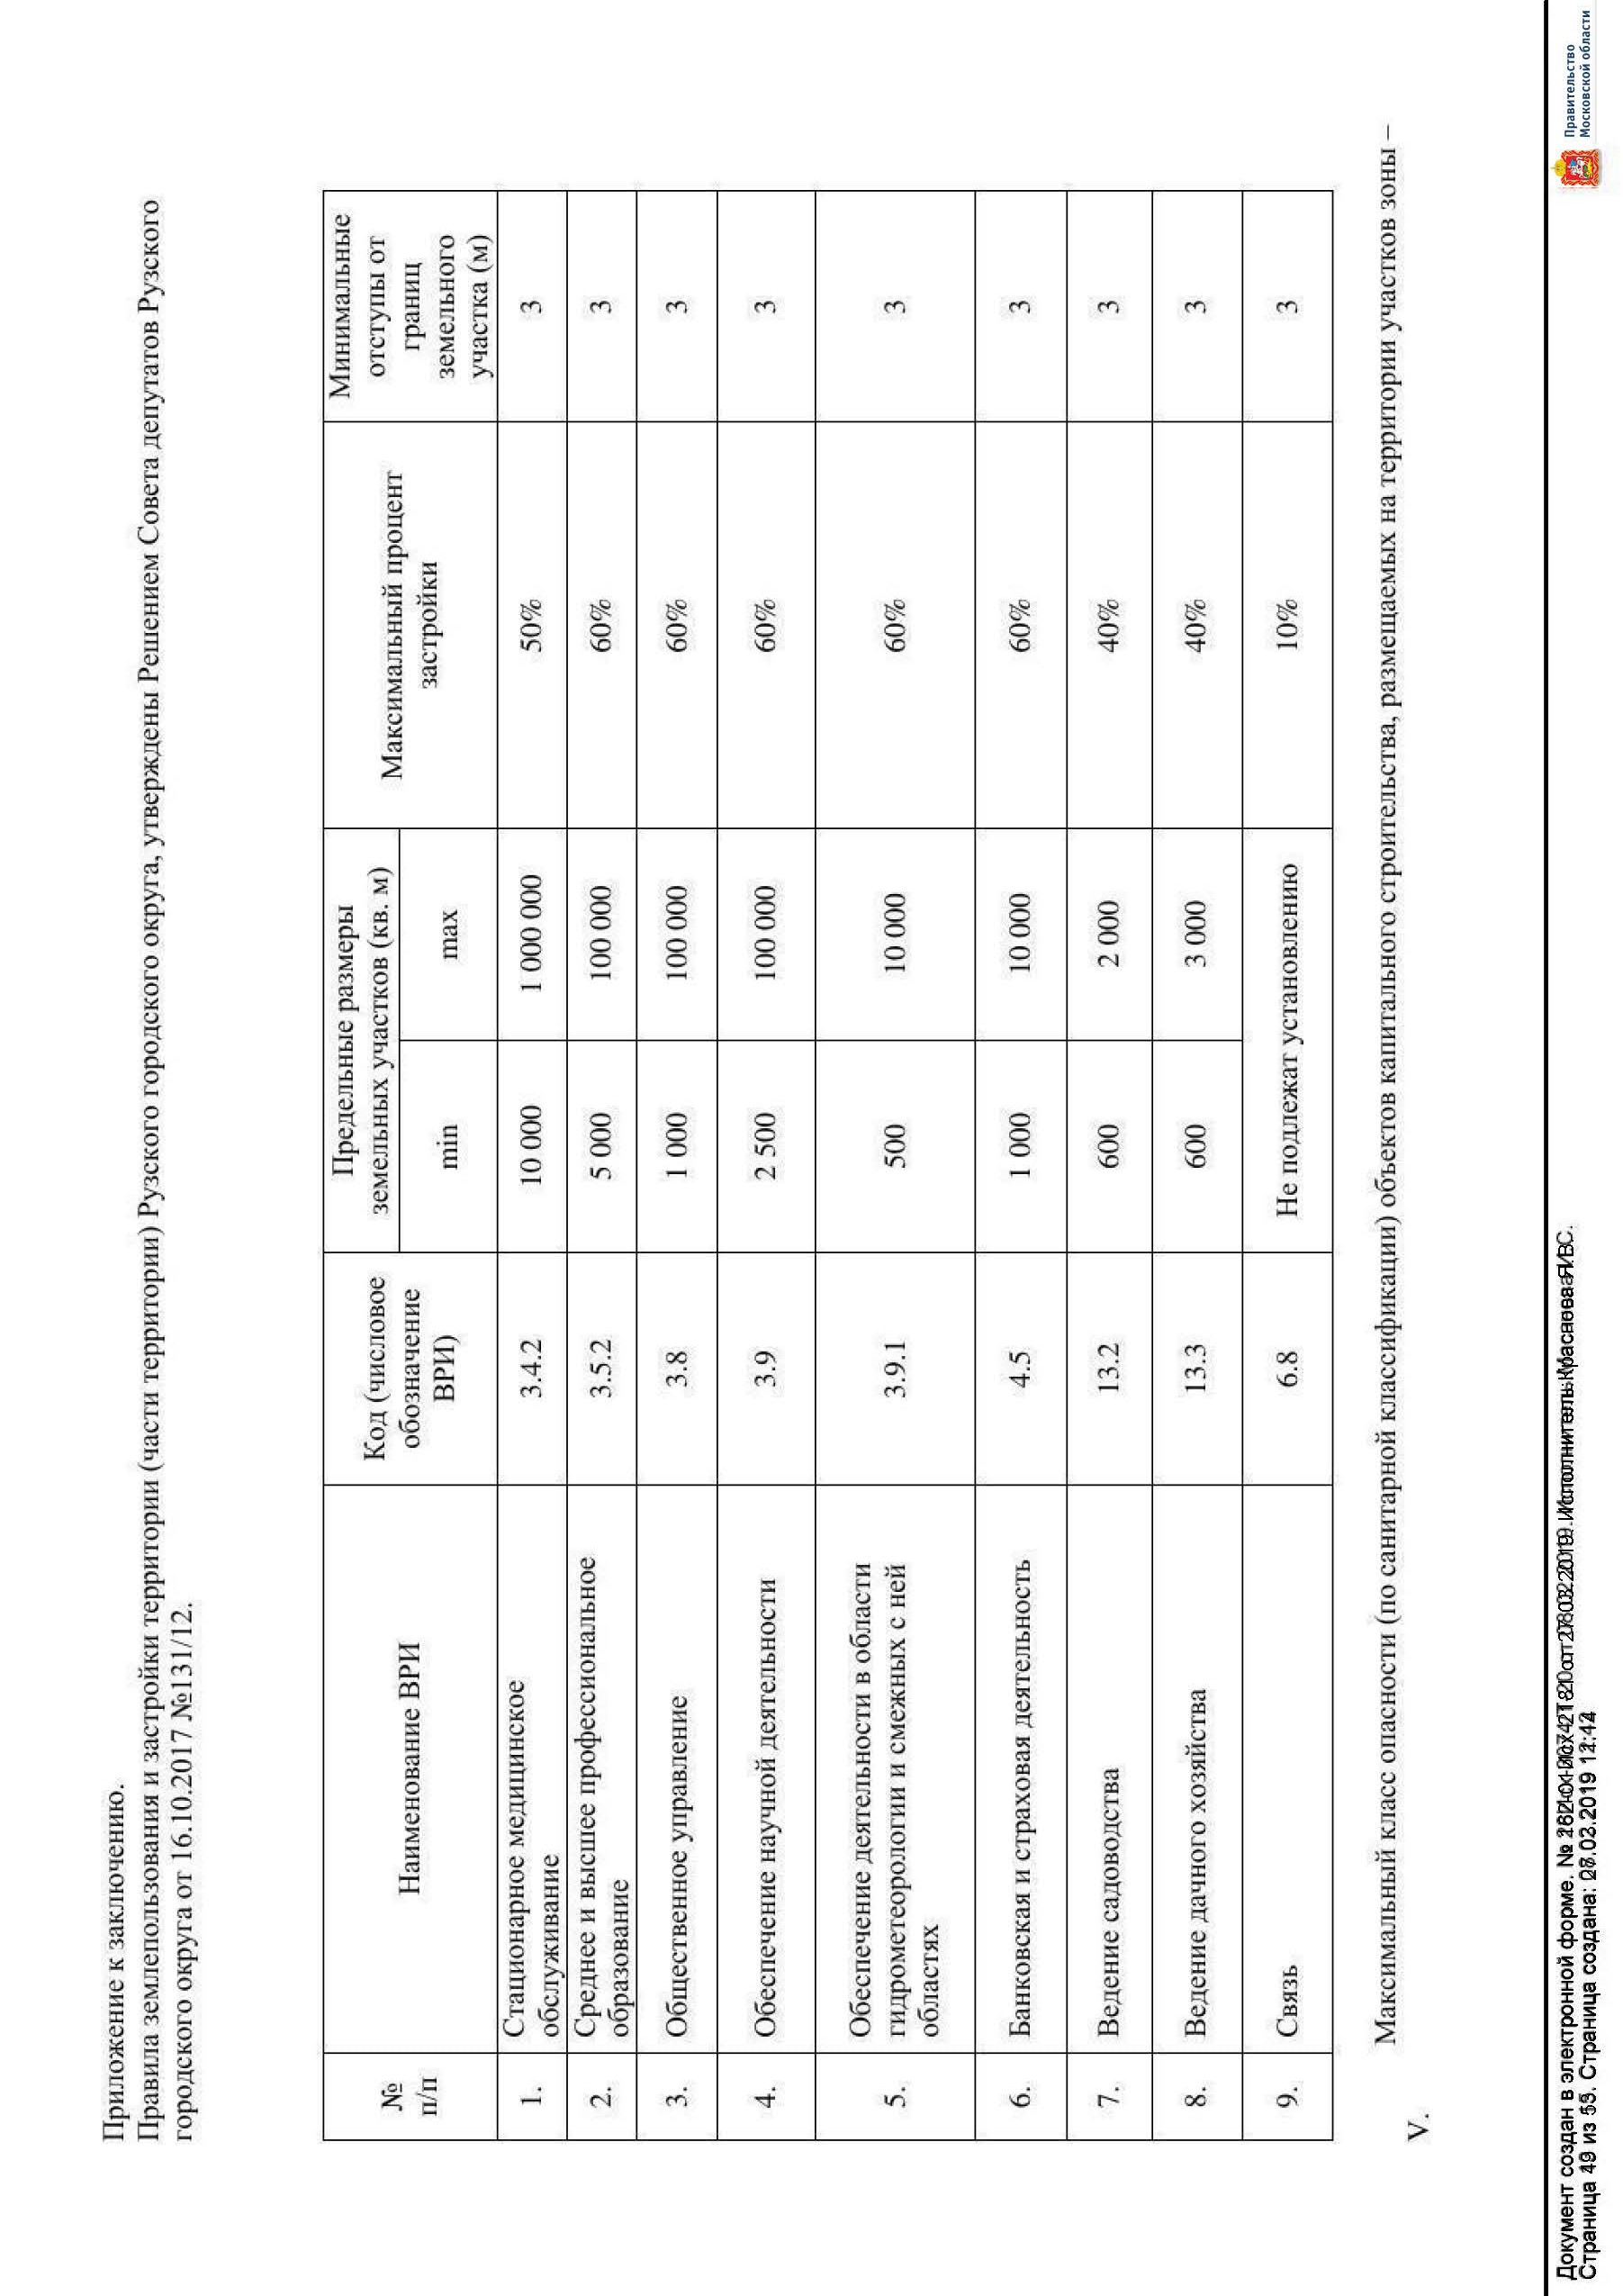 Приложение к заключению.
Правила землепользования и застройки территории (части территории) Рузского городского округа, утверждены Решением Совета депутатов Рузского
городского округа от 16.10.2017 №131/12.
№
п/п
Наименование ВРИ
Код (числовое
обозначение
ВРИ)
Предельные размеры
земельных участков (кв. м)
min
max
Максимальный процент
застройки
Минимальные
отступы от
границ
земельного
участка (м)
1. Стационарное медицинское
обслуживание
3.4.2 10 000 1 000 000 50% 3
2. Среднее и высшее профессиональное
образование
3.5.2 5 000 100 000 60% 3
3. Общественное управление 3.8 1 000 100 000 60% 3
4. Обеспечение научной деятельности 3.9 2 500 100 000 60% 3
5. Обеспечение деятельности в области
гидрометеорологии и смежных с ней
областях
3.9.1 500 10 000 60% 3
6. Банковская и страховая деятельность 4.5 1 000 10 000 60% 3
7. Ведение садоводства 13.2 600 2 000 40% 3
8. Ведение дачного хозяйства 13.3 600 3 000 40% 3
9. Связь 6.8 Не подлежат установлению 10% 3
Максимальный класс опасности (по санитарной классификации) объектов капитального строительства, размещаемых на территории участков зоны –
V.
Документ создан в электронной форме. №
Страница из Страница создана:
Правительство
Московской области